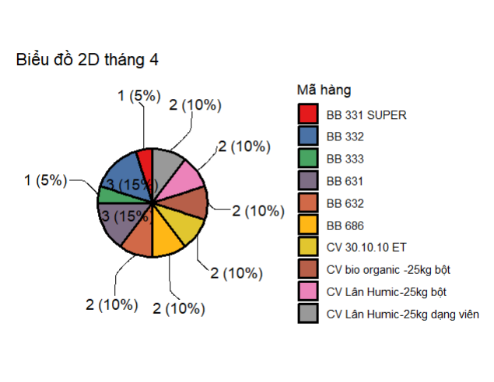 Biểu đồ 2D tháng 4
1 (5%)
2 (10%)
2 (10%)
2 (10%)
2 (10%)
2 (10%)
2 (10%)
3 (15%)
1 (5%)
3 (15%)
Mã hàng
BB 331 SUPER
BB 332
BB 333
BB 631
BB 632
BB 686
CV 30.10.10 ET
CV bio organic -25kg bột
CV Lân Humic-25kg bột
CV Lân Humic-25kg dạng viên